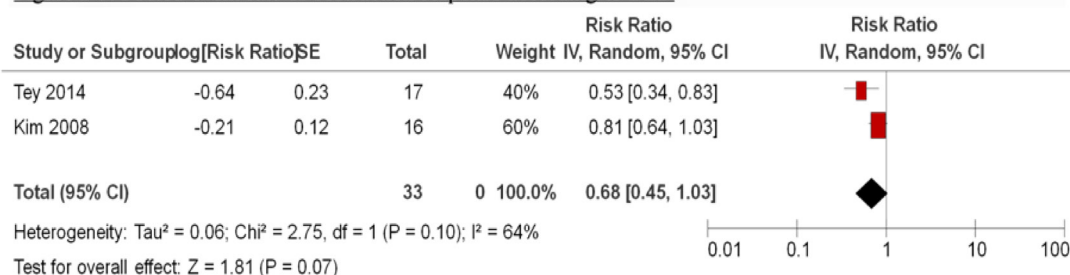 Risk Ratio Risk Ratio
Study or Subgroup log[Risk Ratio] SE Total Weight IV, Random, 95% CI IV, Random, 95% CI
Tey 2014 -0.64 0.23 17 40% 0.53 [0.34, 0.83]
Kim 2008 -0.21 0.12 16 60% 0.81 [0.64, 1.03]
Total (95% CI) 33 0 100.0% 0.68 [0.45, 1.03]
Heterogeneity: Tau² = 0.06; Chi² = 2.75, df = 1 (P = 0.10); I² = 64%
0.01 0.1 1 10 100
Test for overall effect: Z = 1.81 (P = 0.07)